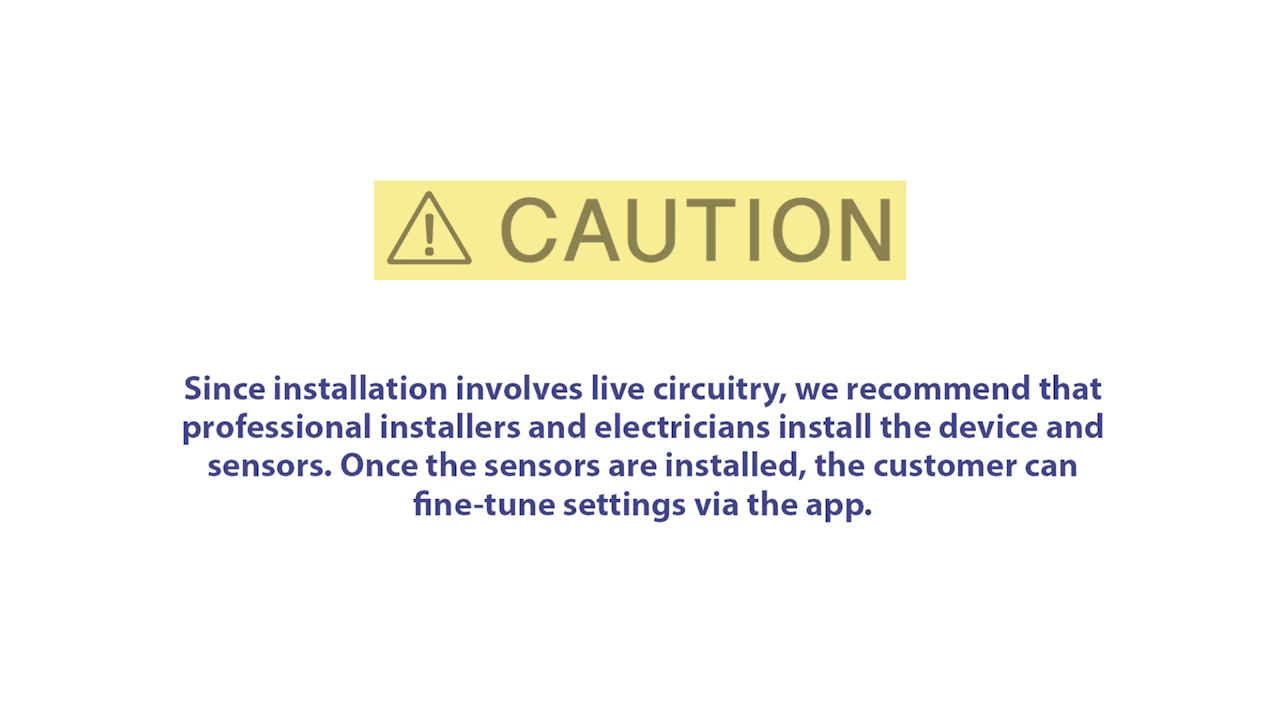 CAUTION
Since installation involves live circuitry, we recommend that
professional installers and electricians install the device and
sensors. Once the sensors are installed, the customer can
fine-tune settings via the app.